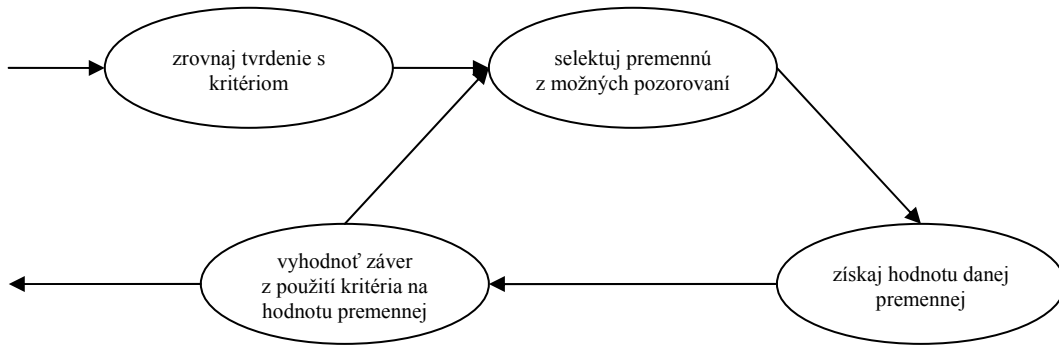 zrovnaj tvrdenie s
kritériom
selektuj premennú
z možných pozorovaní
vyhodnoť záver
z použití kritéria na
hodnotu premennej
získaj hodnotu danej
premennej